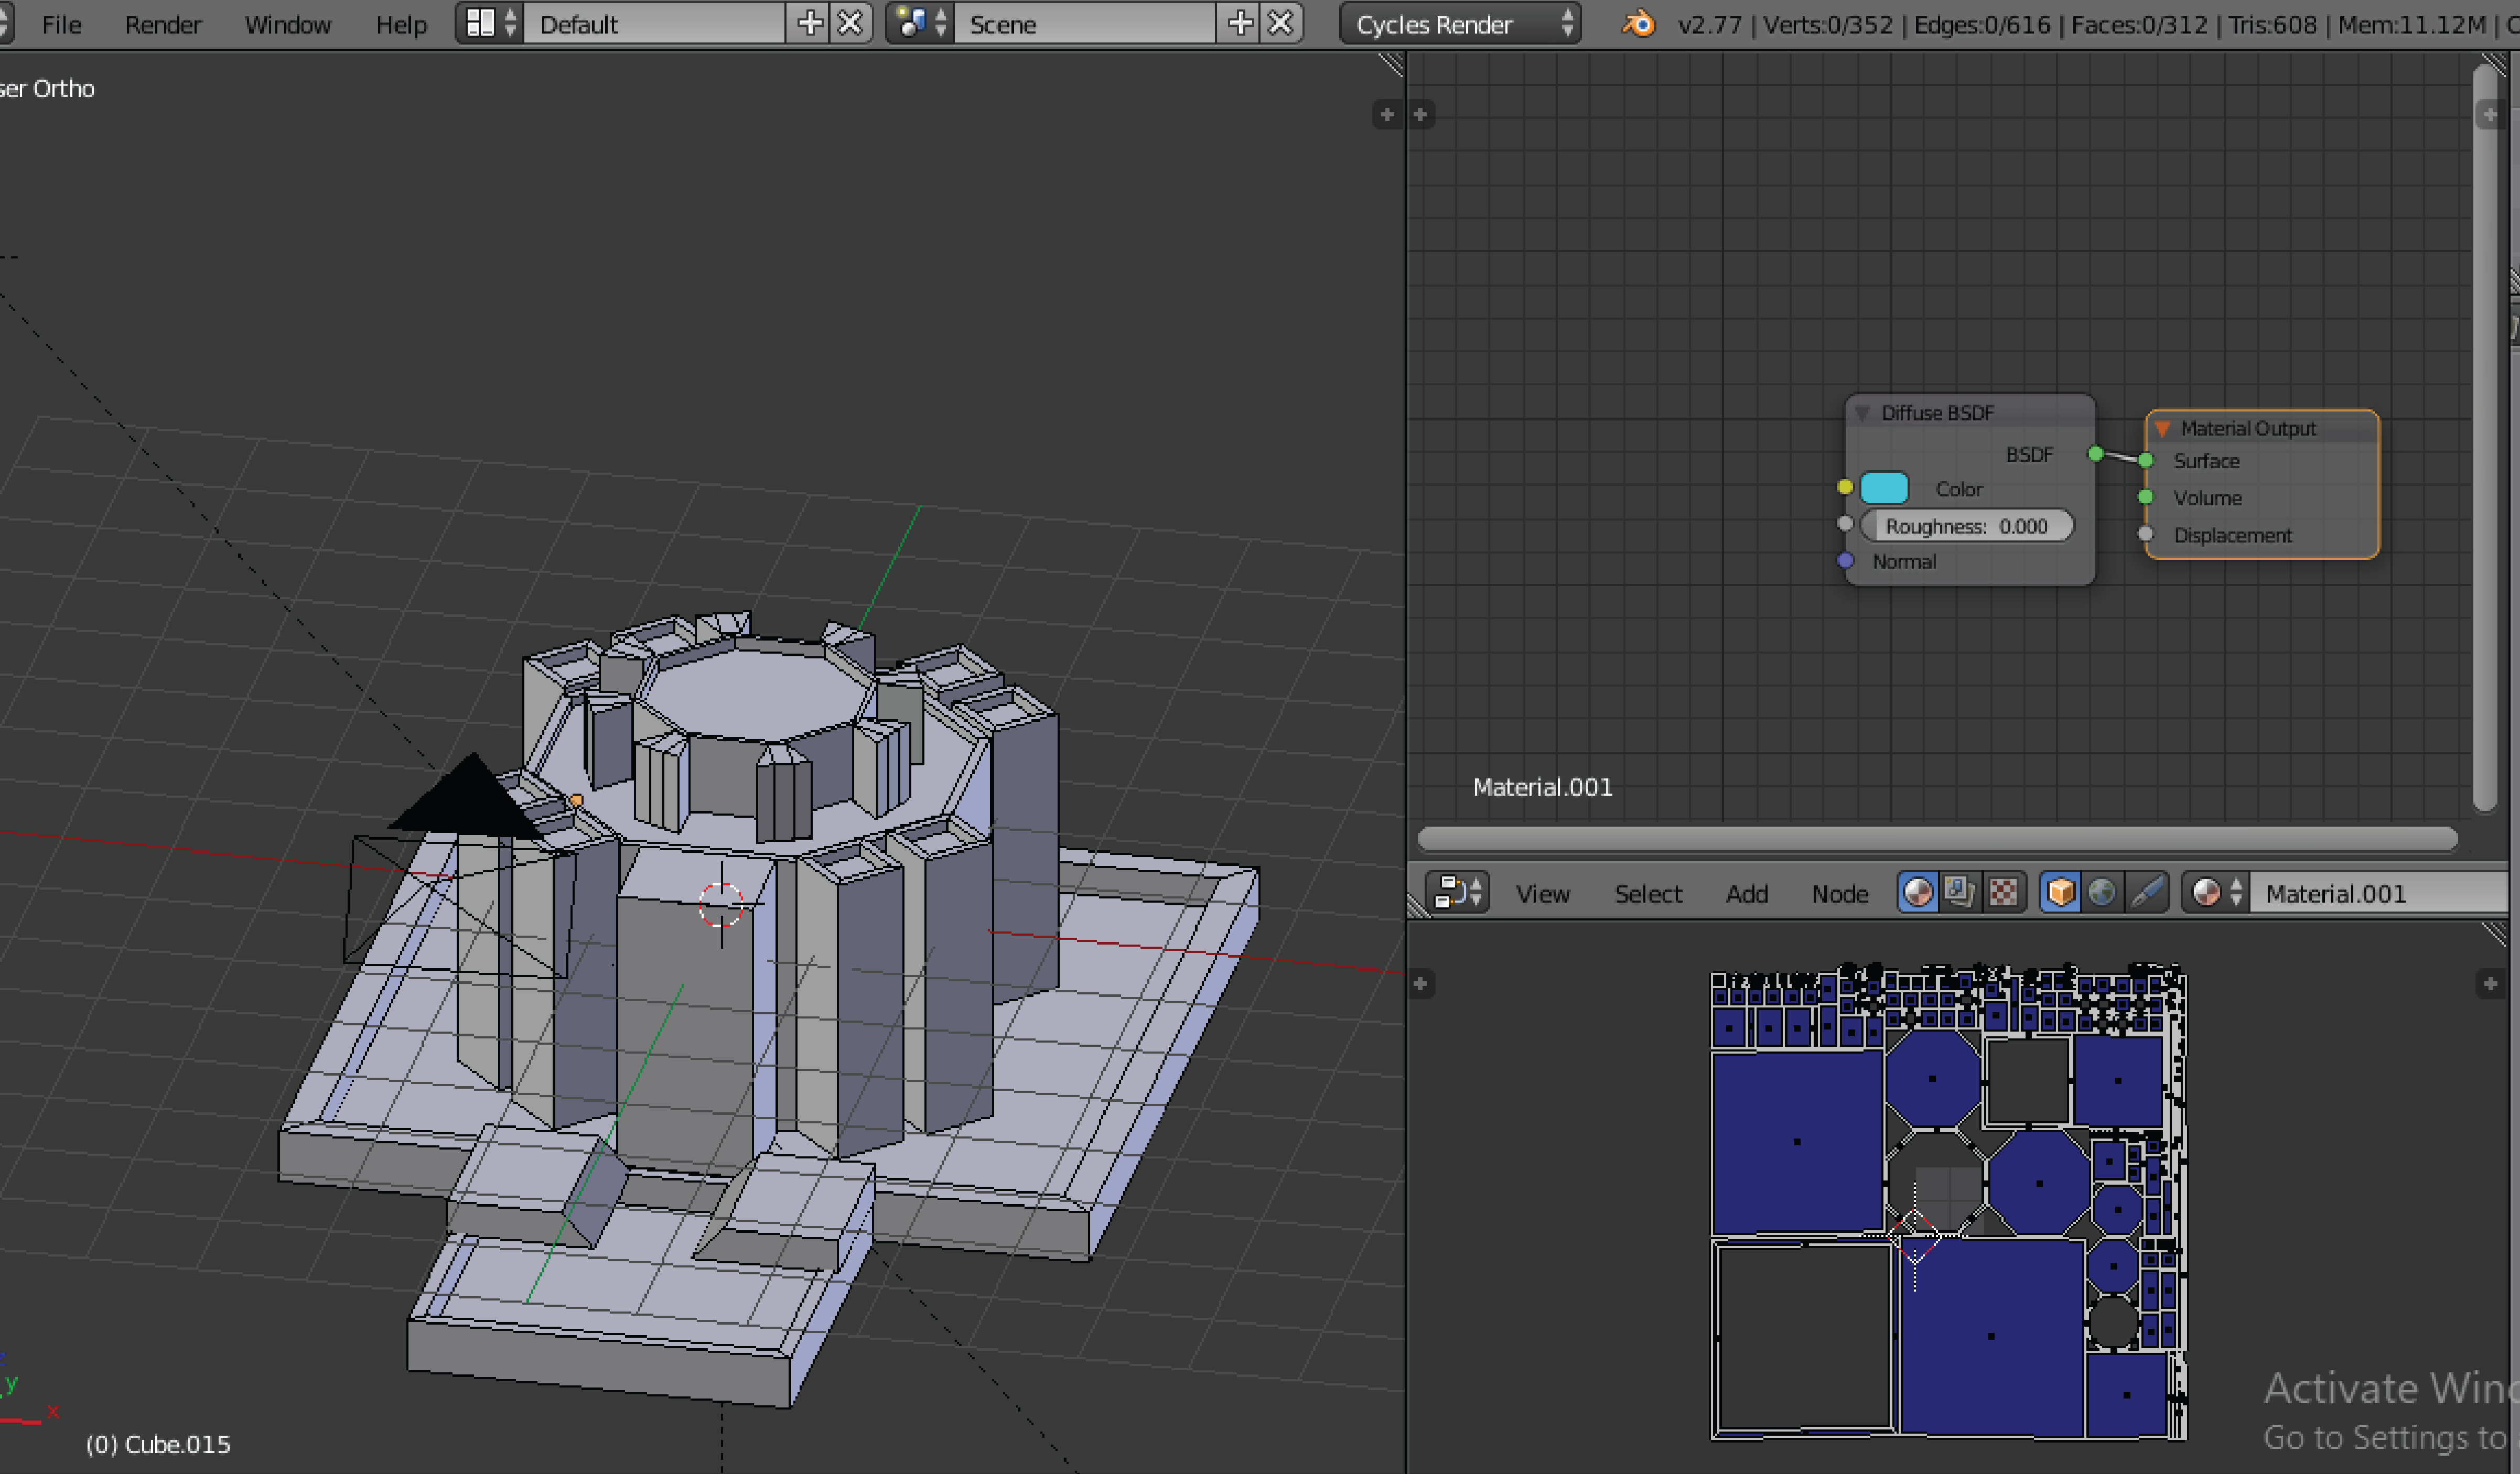 File Render Window Help Default Scene Cycles Render v2.77 | Verts:0/352 | Edges:0/616 | Faces:0/312 | Tris:608 | Mem:11.12M |
ser Ortho
Diffuse BSDF
BSDF
Color
Roughness: 0.000
Normal
Material Output
Surface
Volume
Displacement
Material.001
View Select Add Node Material.001
y
x
(0) Cube.015
Activate Win
Go to Settings to